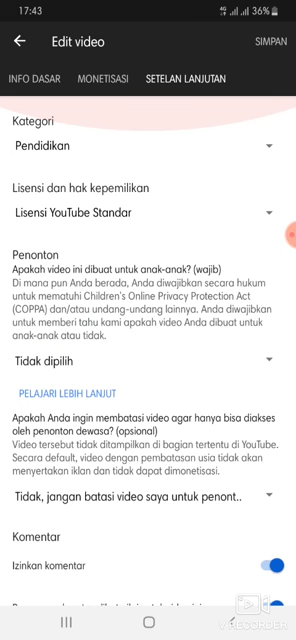 17:43
4G
36%
Edit video
SIMPAN
INFO DASAR
MONETISASI
SETELAN LANJUTAN
Kategori
Pendidikan
Lisensi dan hak kepemilikan
Lisensi YouTube Standar
Penonton
Apakah video ini dibuat untuk anak-anak? (wajib)
Di mana pun Anda berada, Anda diwajibkan secara hukum
untuk mematuhi Children's Online Privacy Protection Act
(COPPA) dan/atau undang-undang lainnya. Anda diwajibkan
untuk memberi tahu kami apakah video Anda dibuat untuk
anak-anak atau tidak.
Tidak dipilih
PELAJARI LEBIH LANJUT
Apakah Anda ingin membatasi video agar hanya bisa diakses
oleh penonton dewasa? (opsional)
Video tersebut tidak ditampilkan di bagian tertentu di YouTube.
Secara default, video dengan pembatasan usia tidak akan
menyertakan iklan dan tidak dapat dimonetisasi.
Tidak, jangan batasi video saya untuk penont..
Komentar
Izinkan komentar
VRECORDER